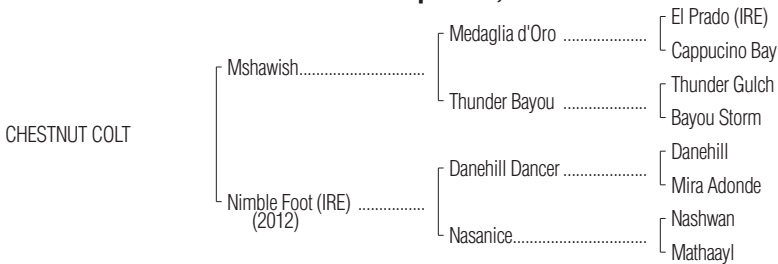 El Prado (IRE)
Medaglia d'Oro ....................
Cappucino Bay
Mshawish..............................
Thunder Gulch
Thunder Bayou ....................
Bayou Storm
CHESTNUT COLT
Danehill
Danehill Dancer ....................
Mira Adonde
Nimble Foot (IRE) ................
(2012)
Nashwan
Nasanice................................
Mathaayl